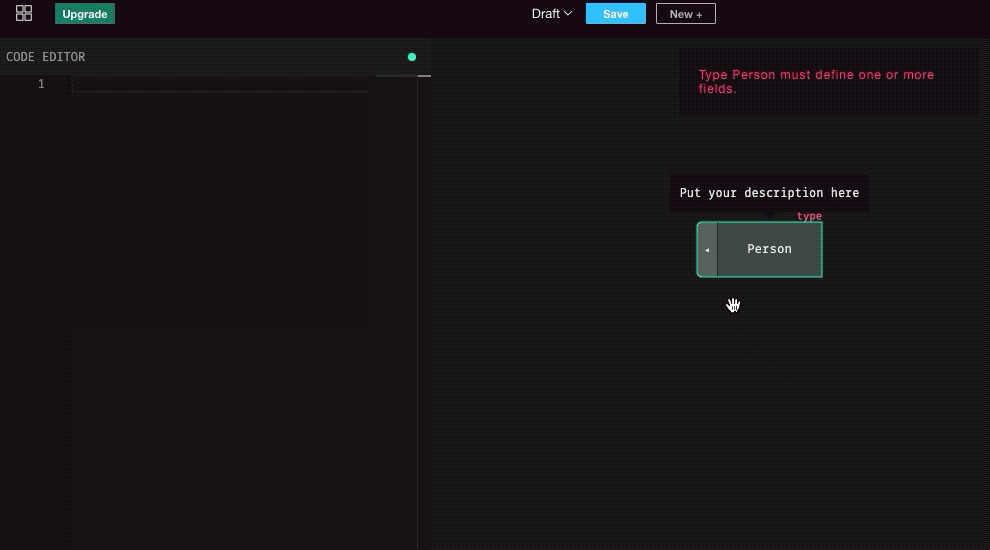 Upgrade
Draft
Save
New +
CODE EDITOR
1
Type Person must define one or more
fields.
Put your description here
type
Person